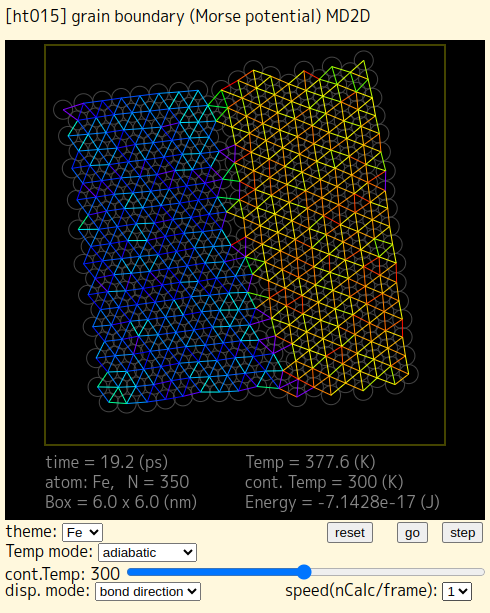 [ht015] grain boundary (Morse potential) MD2D
time = 19.2 (ps) Temp = 377.6 (K)
atom: Fe, N = 350 cont. Temp = 300 (K)
Box = 6.0 x 6.0 (nm) Energy = -7.1428e-17 (J)
theme: Fe reset go step
Temp mode: adiabatic
cont.Temp: 300
disp. mode: bond direction speed(nCalc/frame): 1